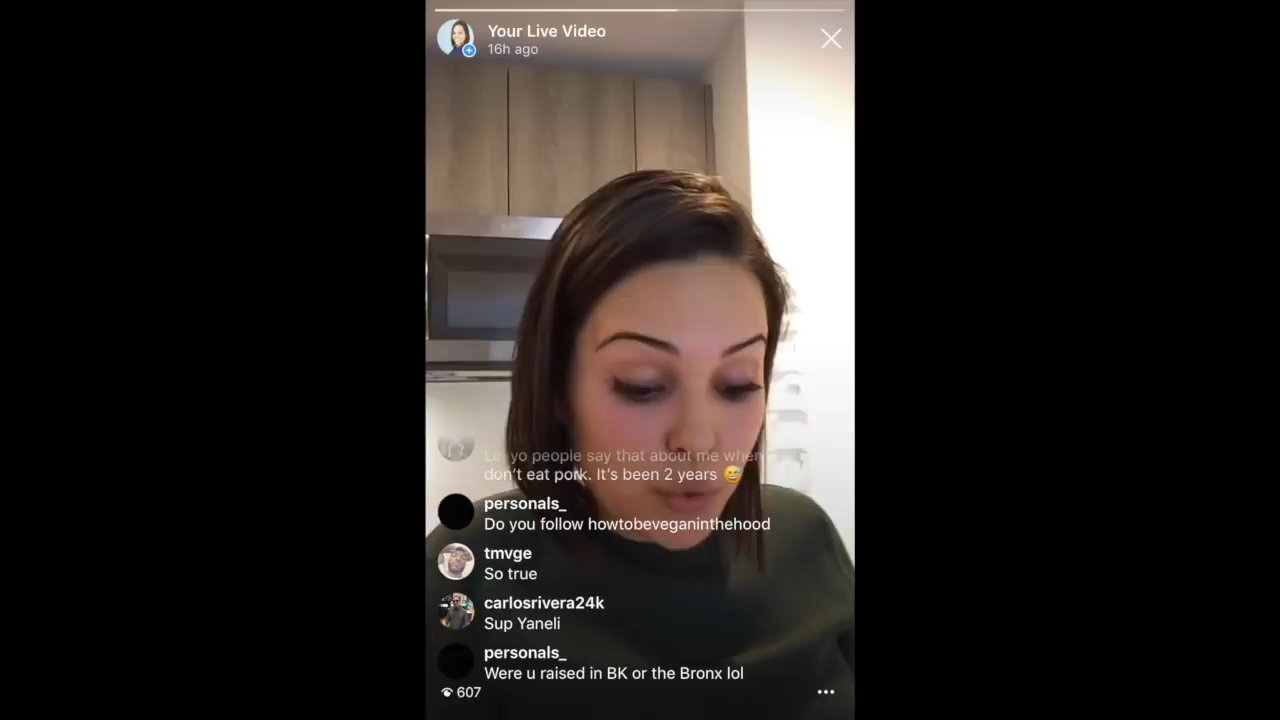 Your Live Video
16h ago
yo people say that about me when
don't eat pork. It's been 2 years 😅
personals_
Do you follow howtobeveganinthehood
tmvge
So true
carlosrivera24k
Sup Yaneli
personals_
Were u raised in BK or the Bronx lol
607